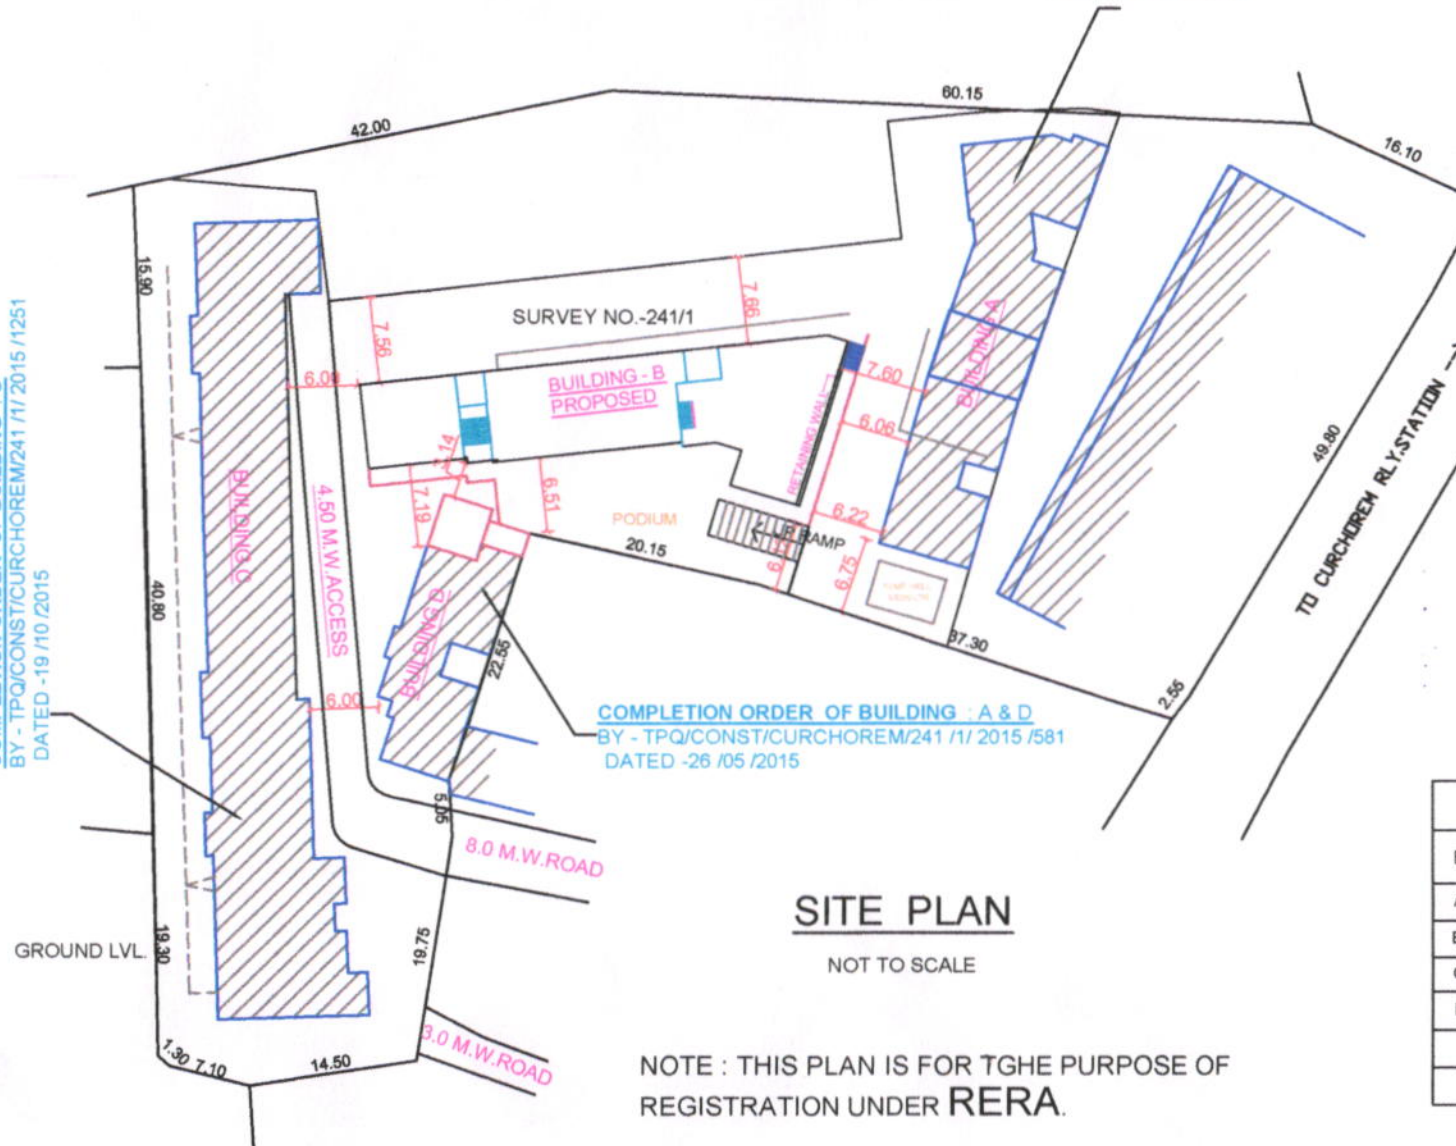 60.15
42.00
16.10
15.90
SURVEY NO.-241/1
7.66
7.56
6.00
BUILDING - B
PROPOSED
7.60
BUILDING A
6.06
RETAINING WALL
49.80
TO CURCHOREM RLY.STATION
BY - TPQ/CONST/CURCHOREM/241 /1/ 2015 /1251
DATED -19 /10 /2015
BUILDING C
4.50 M.W.ACCESS
7.19
6.51
PODIUM
20.15
UP RAMP
6.22
6.75
40.80
BUILDING D
22.55
37.30
2.55
6.00
COMPLETION ORDER OF BUILDING : A & D
BY - TPQ/CONST/CURCHOREM/241 /1/ 2015 /581
DATED -26 /05 /2015
5.05
8.0 M.W.ROAD
SITE PLAN
NOT TO SCALE
GROUND LVL.
19.30
19.75
3.0 M.W.ROAD
1.30
7.10
14.50
NOTE : THIS PLAN IS FOR TGHE PURPOSE OF
REGISTRATION UNDER RERA.